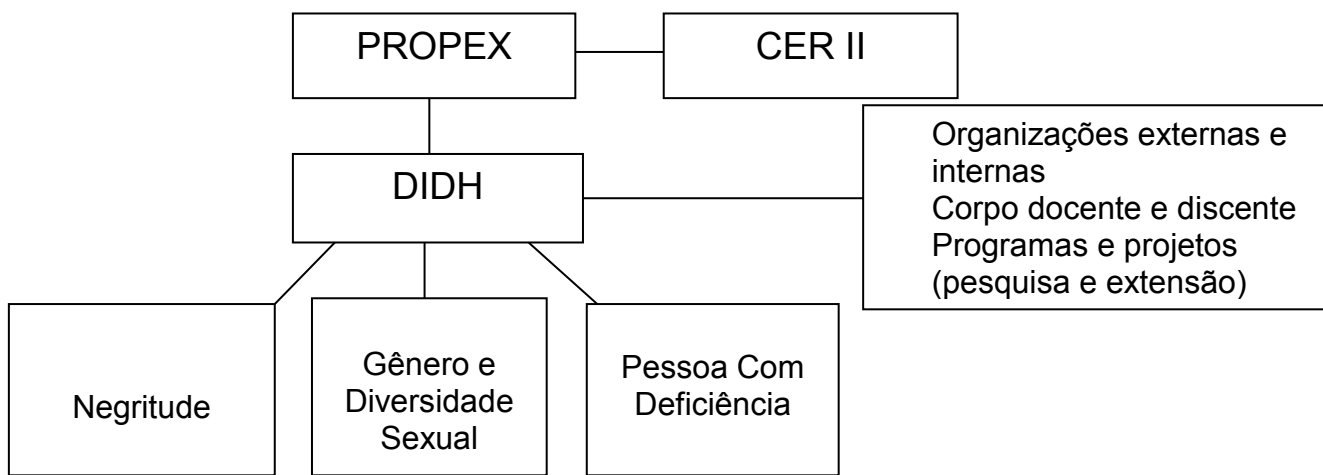 PROPEX
CER II
Organizações externas e
internas
Corpo docente e discente
Programas e projetos
(pesquisa e extensão)
DIDH
Negritude
Gênero e
Diversidade
Sexual
Pessoa Com
Deficiência